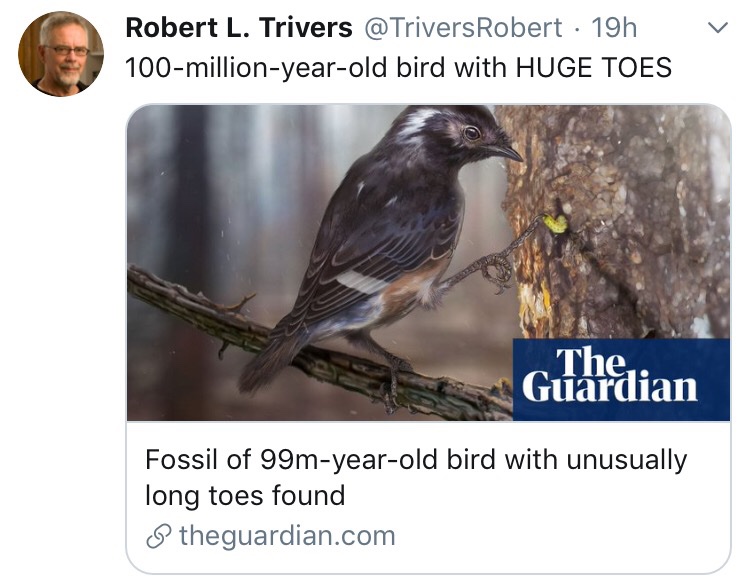 Robert L. Trivers @TriversRobert · 19h
100-million-year-old bird with HUGE TOES
The
Guardian
Fossil of 99m-year-old bird with unusually
long toes found
theguardian.com